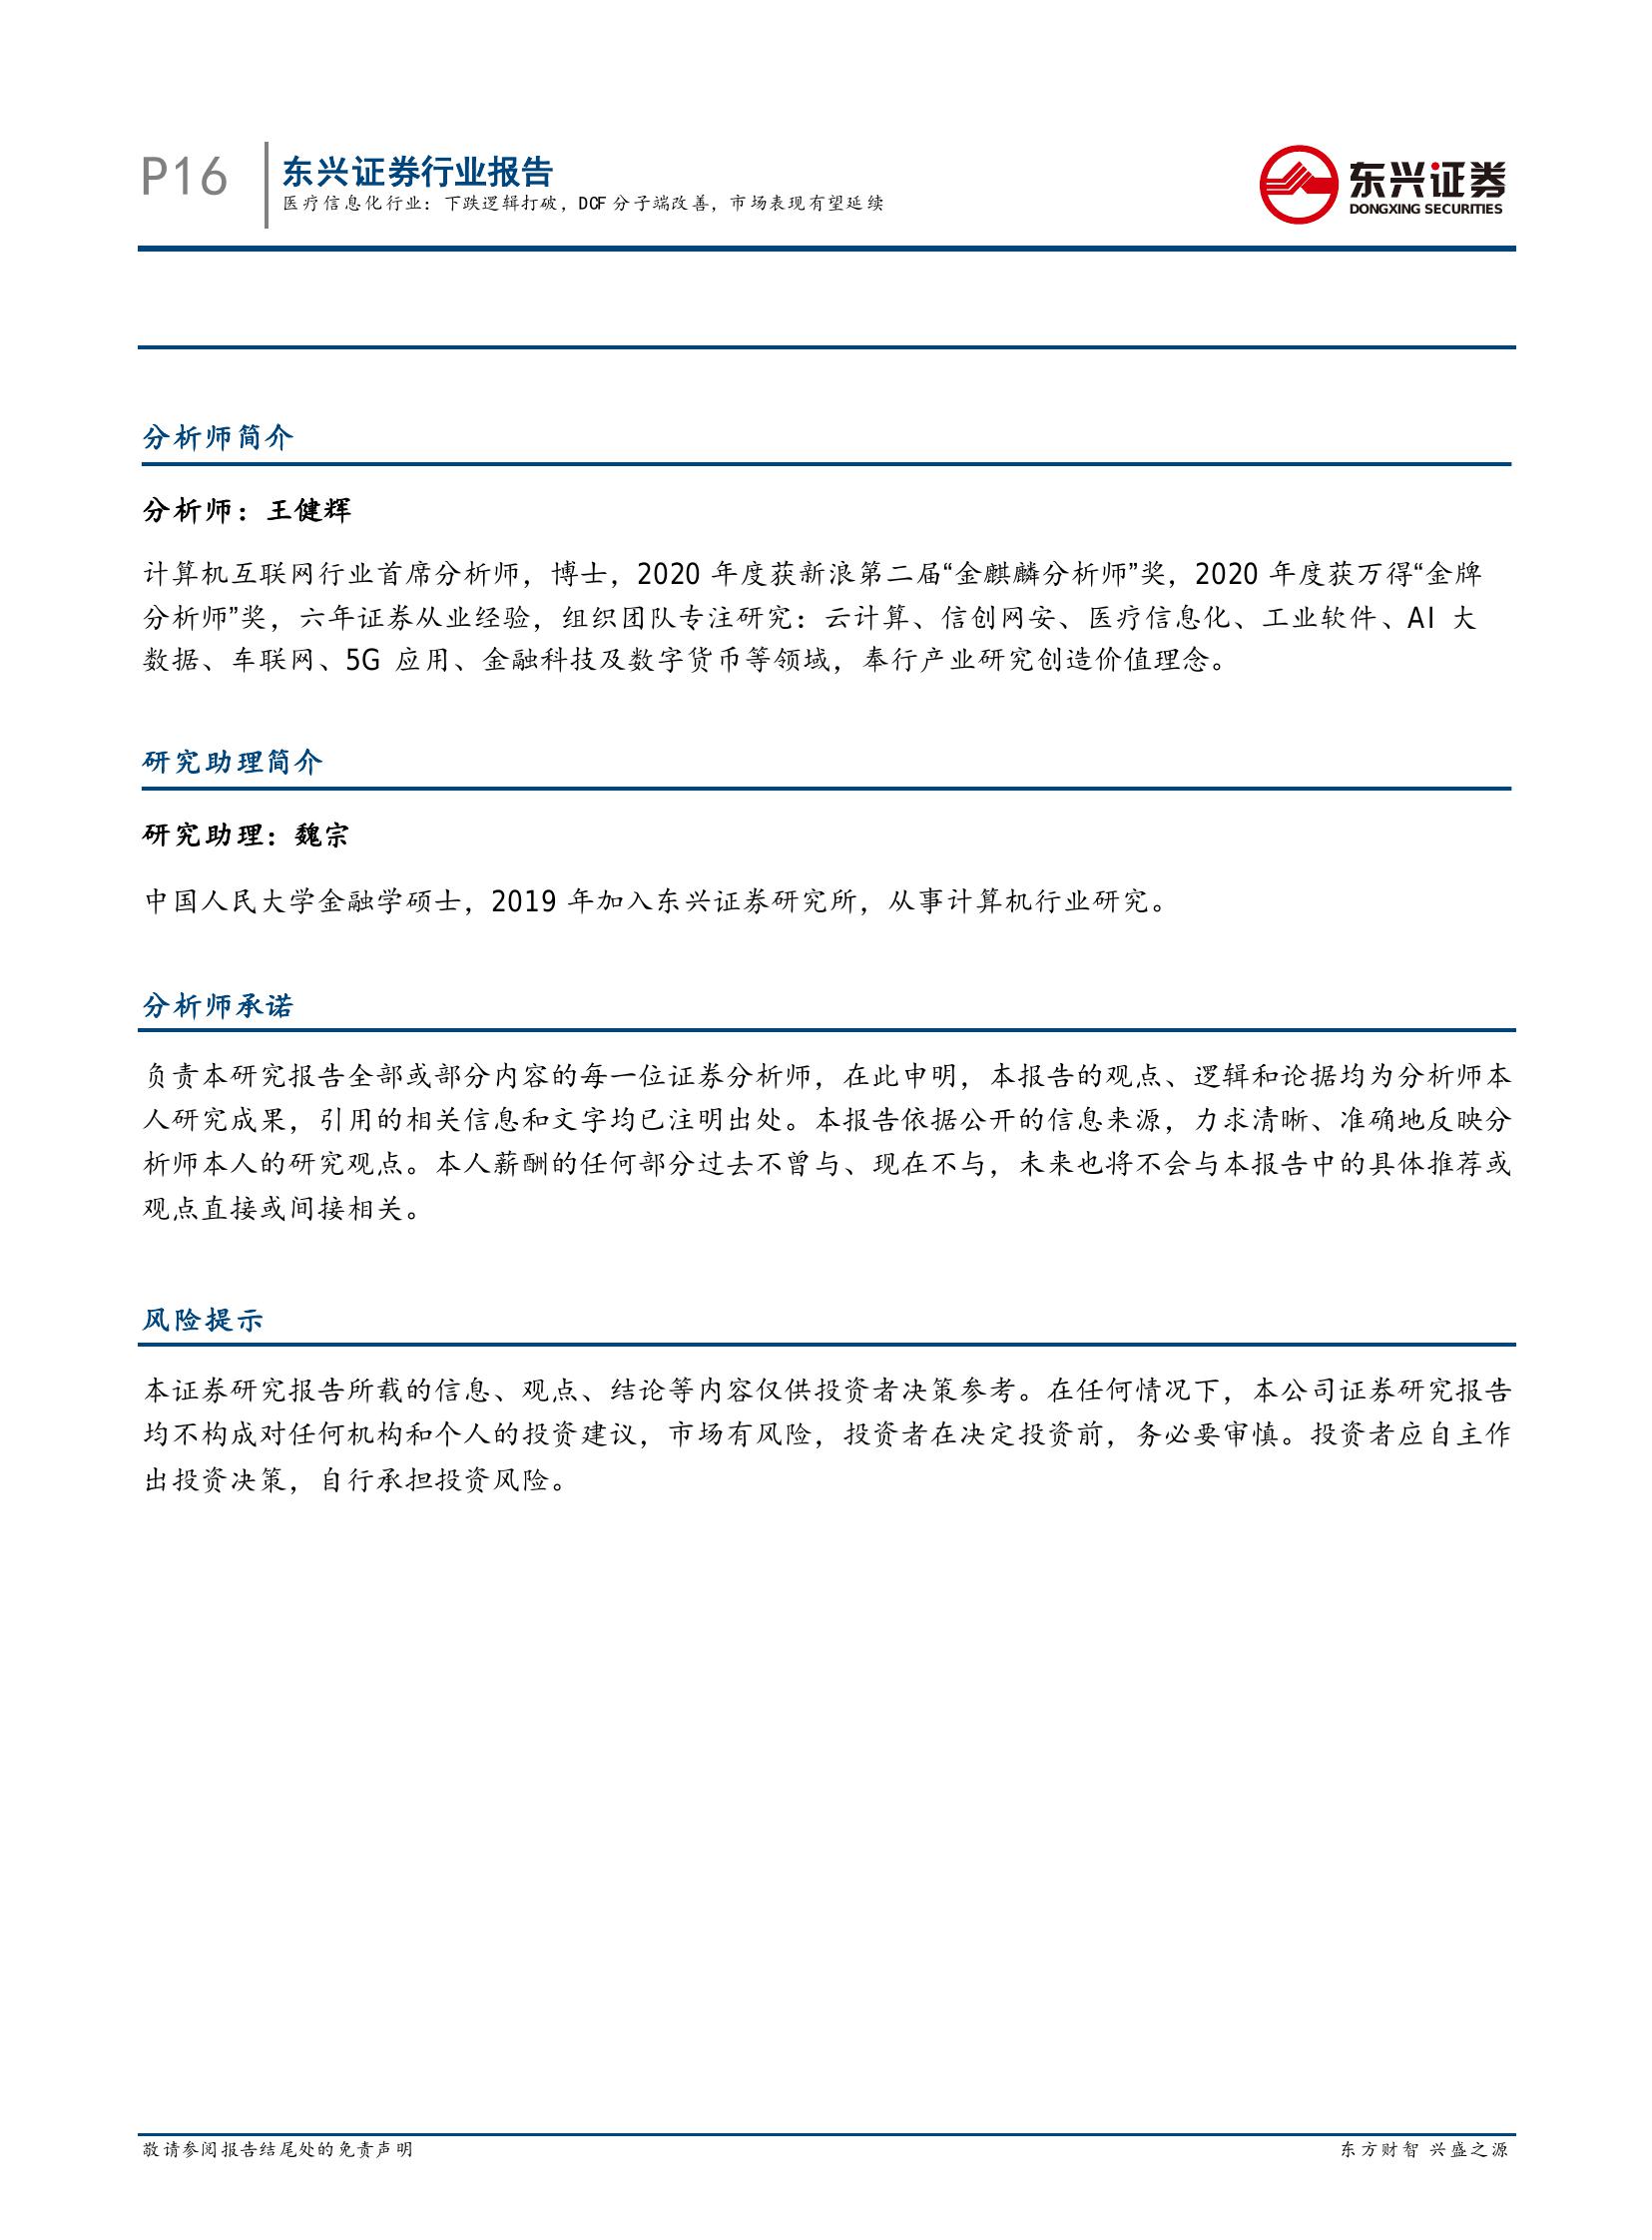 P16
东兴证券行业报告
医疗信息化行业：下跌逻辑打破，DCF 分子端改善，市场表现有望延续
东兴证券
DONGXING SECURITIES
分析师简介
分析师：王健辉
计算机互联网行业首席分析师，博士，2020 年度获新浪第二届“金麒麟分析师”奖，2020 年度获万得“金牌
分析师”奖，六年证券从业经验，组织团队专注研究：云计算、信创网安、医疗信息化、工业软件、AI 大
数据、车联网、5G 应用、金融科技及数字货币等领域，奉行产业研究创造价值理念。
研究助理简介
研究助理：魏宗
中国人民大学金融学硕士，2019 年加入东兴证券研究所，从事计算机行业研究。
分析师承诺
负责本研究报告全部或部分内容的每一位证券分析师，在此申明，本报告的观点、逻辑和论据均为分析师本
人研究成果，引用的相关信息和文字均已注明出处。本报告依据公开的信息来源，力求清晰、准确地反映分
析师本人的研究观点。本人薪酬的任何部分过去不曾与、现在不与，未来也将不会与本报告中的具体推荐或
观点直接或间接相关。
风险提示
本证券研究报告所载的信息、观点、结论等内容仅供投资者决策参考。在任何情况下，本公司证券研究报告
均不构成对任何机构和个人的投资建议，市场有风险，投资者在决定投资前，务必要审慎。投资者应自主作
出投资决策，自行承担投资风险。
敬请参阅报告结尾处的免责声明
东方财智 兴盛之源